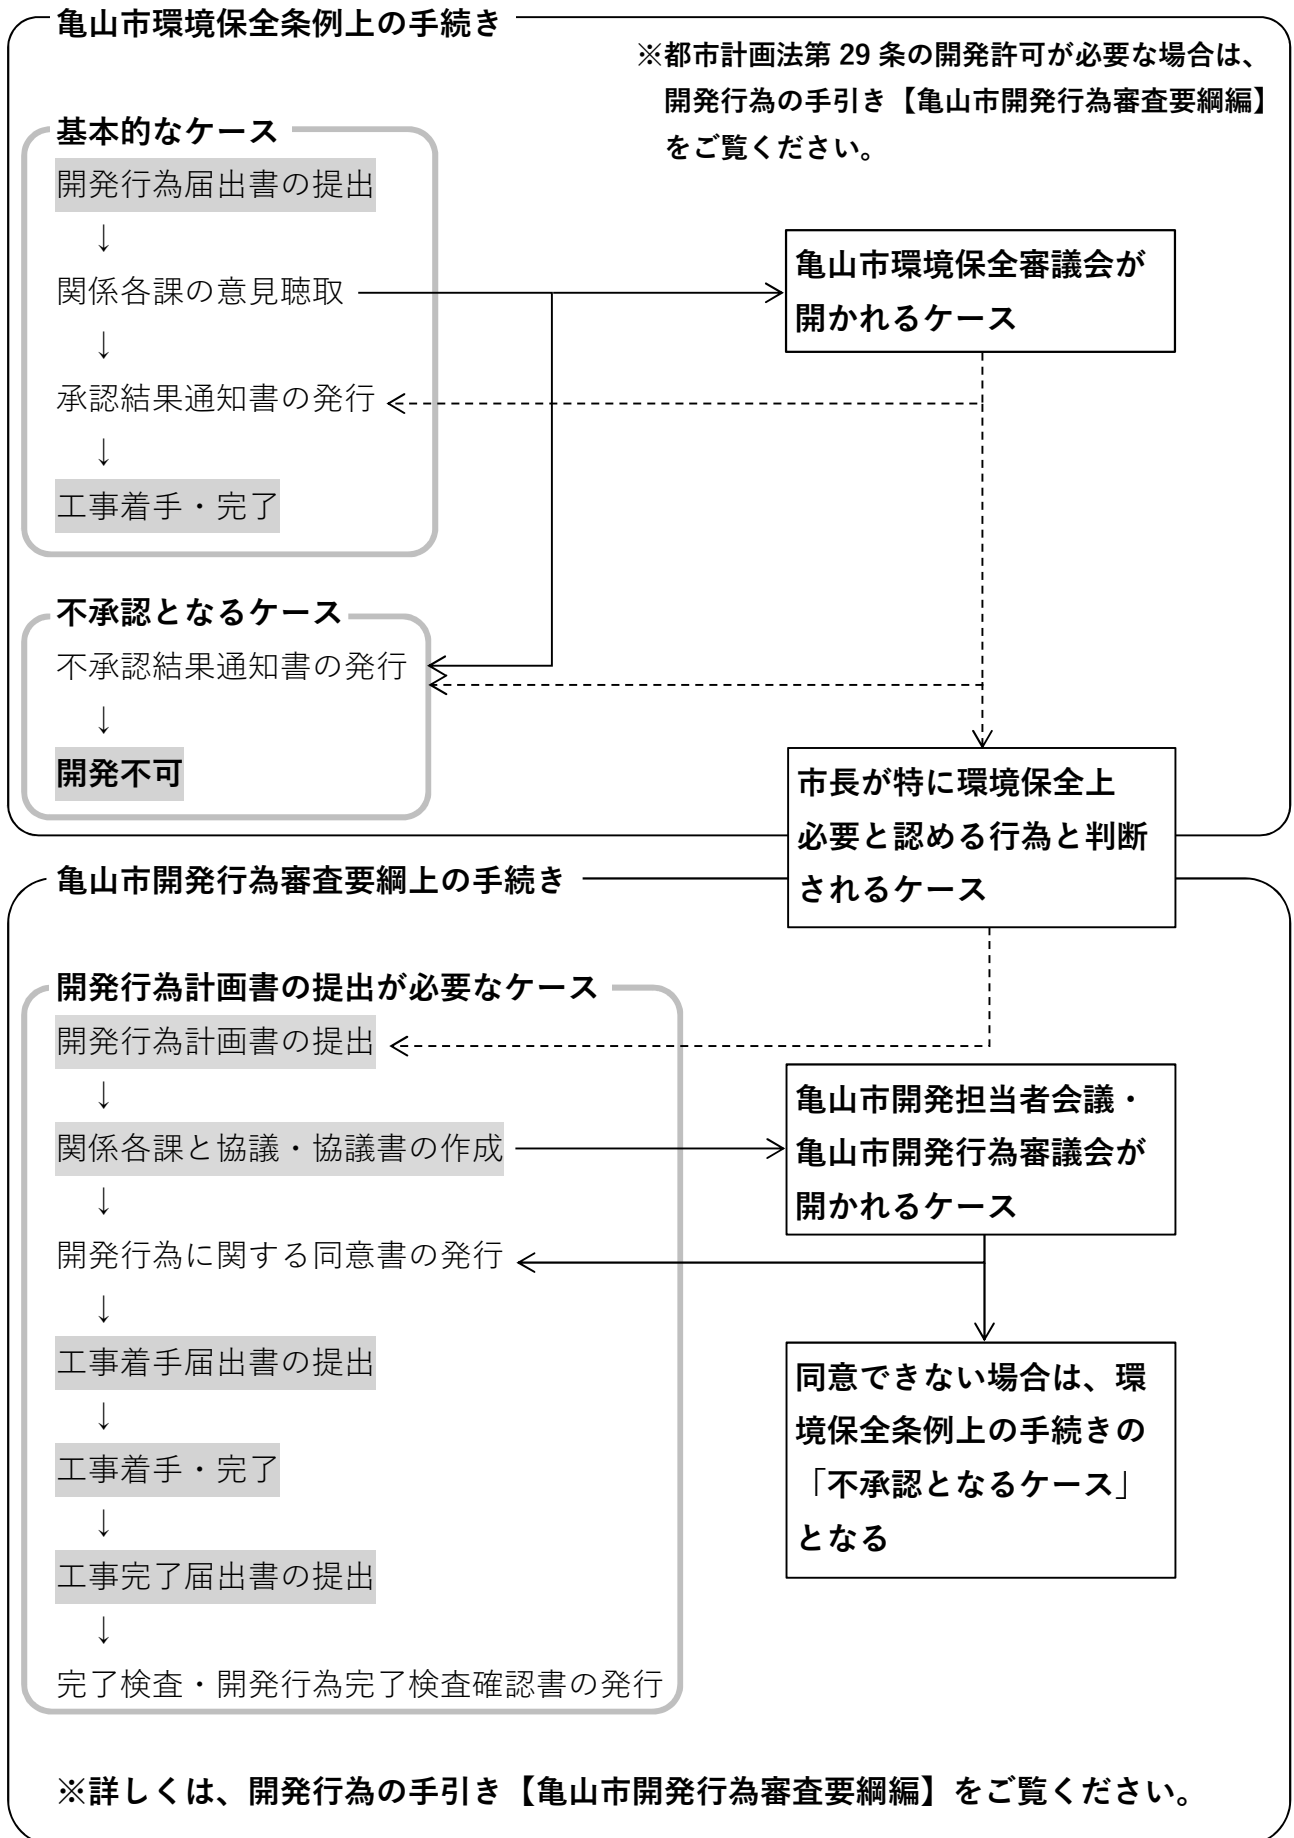 亀山市環境保全条例上の手続き
※都市計画法第 29 条の開発許可が必要な場合は、
開発行為の手引き【亀山市開発行為審査要綱編】
をご覧ください。
基本的なケース
開発行為届出書の提出
↓
関係各課の意見聴取
↓
承認結果通知書の発行
↓
工事着手・完了
亀山市環境保全審議会が
開かれるケース
不承認となるケース
不承認結果通知書の発行
↓
開発不可
市長が特に環境保全上
必要と認める行為と判断
されるケース
亀山市開発行為審査要綱上の手続き
開発行為計画書の提出が必要なケース
開発行為計画書の提出
↓
関係各課と協議・協議書の作成
↓
開発行為に関する同意書の発行
↓
工事着手届出書の提出
↓
工事着手・完了
↓
工事完了届出書の提出
↓
完了検査・開発行為完了検査確認書の発行
亀山市開発担当者会議・
亀山市開発行為審議会が
開かれるケース
同意できない場合は、環
境保全条例上の手続きの
「不承認となるケース」
となる
※詳しくは、開発行為の手引き【亀山市開発行為審査要綱編】をご覧ください。